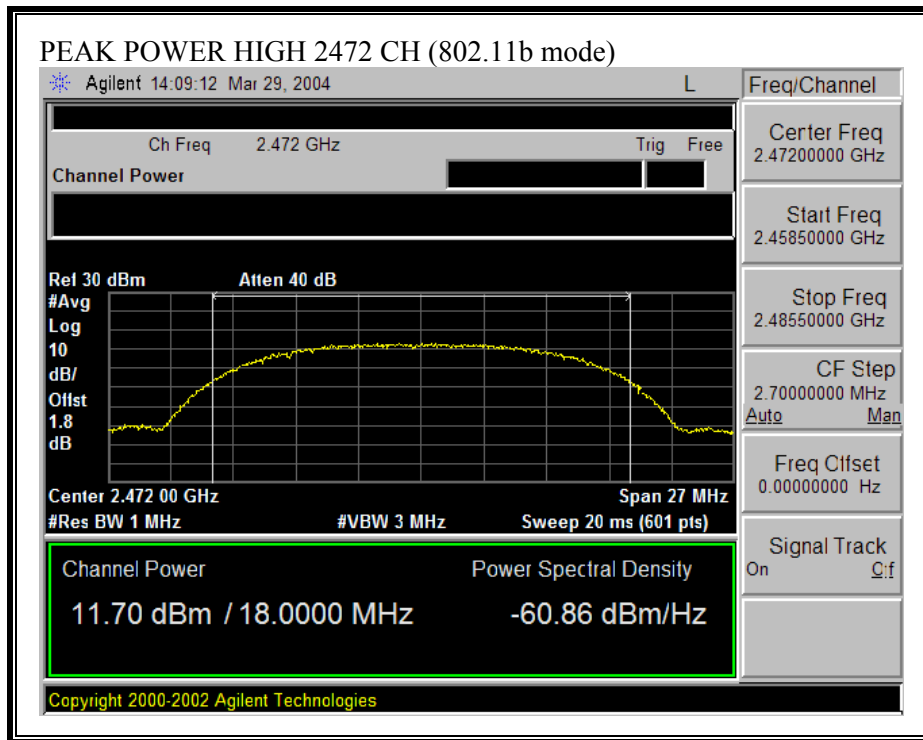 PEAK POWER HIGH 2472 CH (802.11b mode)
Agilent 14:09:12 Mar 29, 2004 L
Freq/Channel
Ch Freq 2.472 GHz Trig Free
Channel Power
Center Freq
2.47200000 GHz
Start Freq
2.45850000 GHz
Stop Freq
2.48550000 GHz
CF Step
2.70000000 MHz
Auto Man
Freq Offset
0.00000000 Hz
Signal Track
On Off
Ref 30 dBm Atten 40 dB
#Avg
Log
10
dB/
Offst
1.8
dB
Center 2.472 00 GHz Span 27 MHz
#Res BW 1 MHz #VBW 3 MHz Sweep 20 ms (601 pts)
Channel Power Power Spectral Density
11.70 dBm / 18.0000 MHz -60.86 dBm/Hz
Copyright 2000-2002 Agilent Technologies